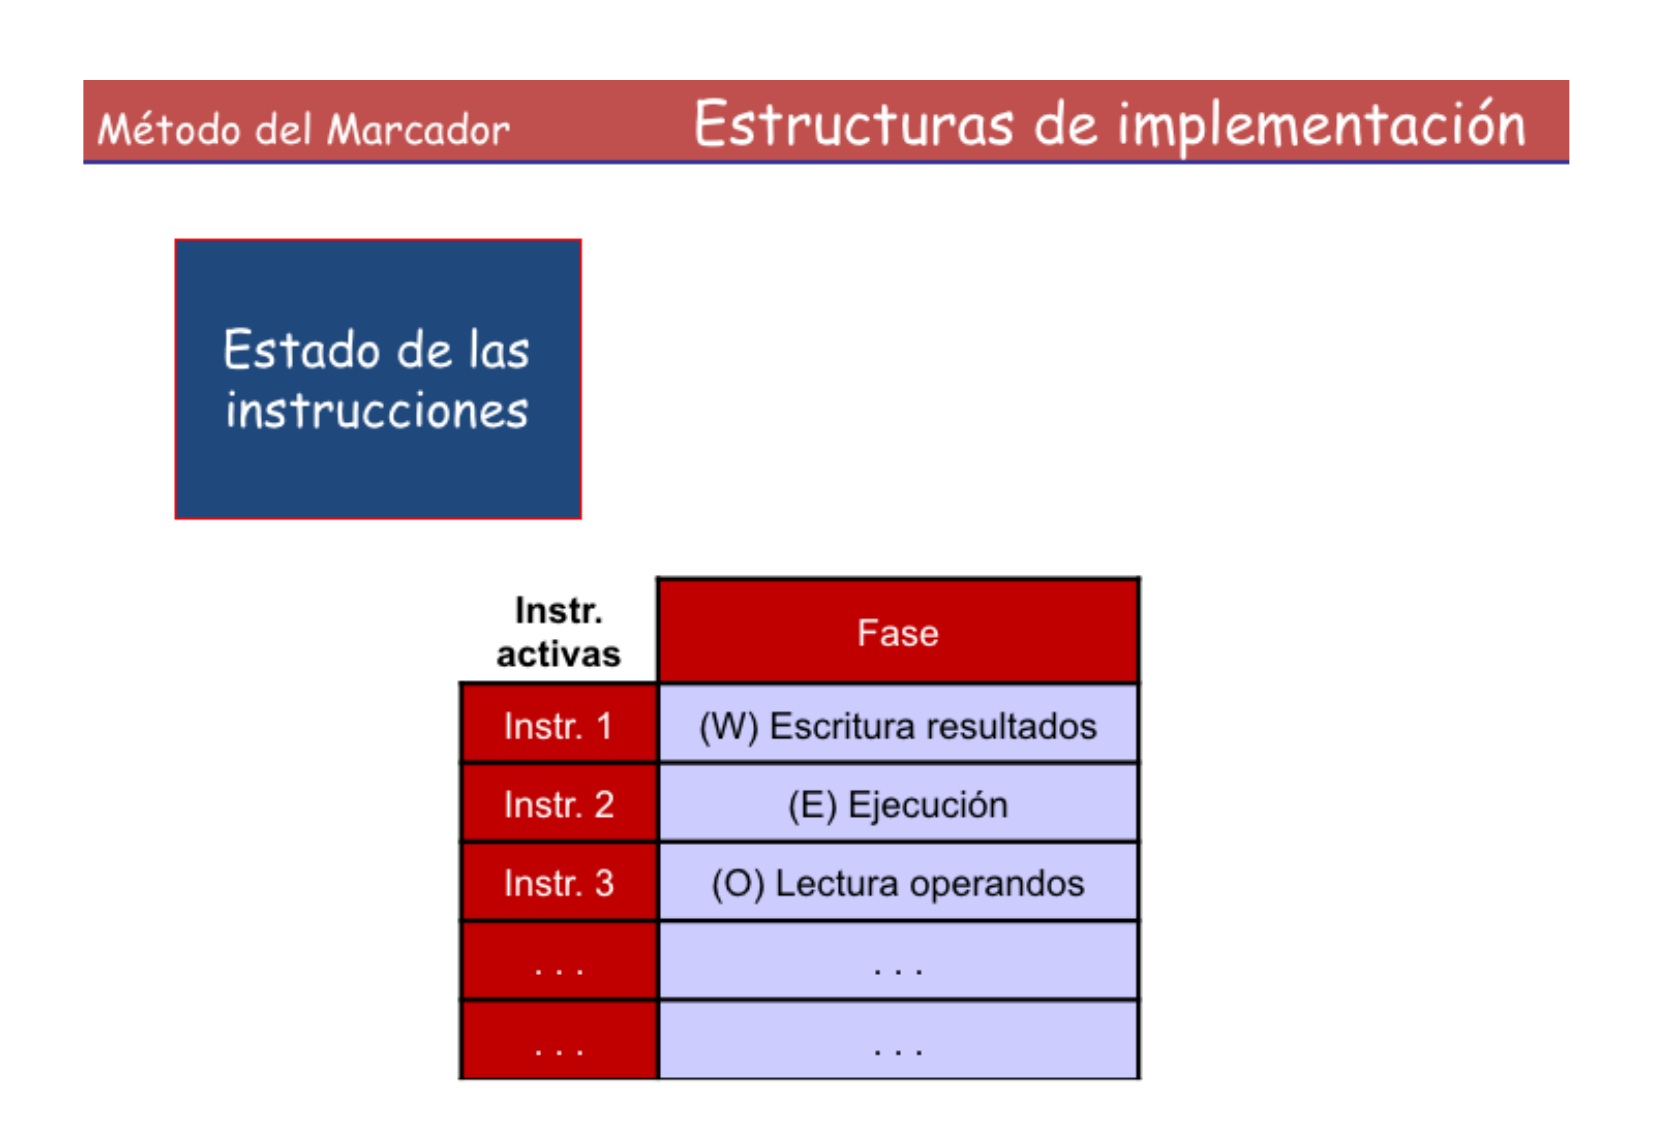 Método del Marcador
Estructuras de implementación
Estado de las
instrucciones
Instr.
activas
Fase
Instr. 1
(W) Escritura resultados
Instr. 2
(E) Ejecución
Instr. 3
(O) Lectura operandos
. . .
. . .
. . .
. . .